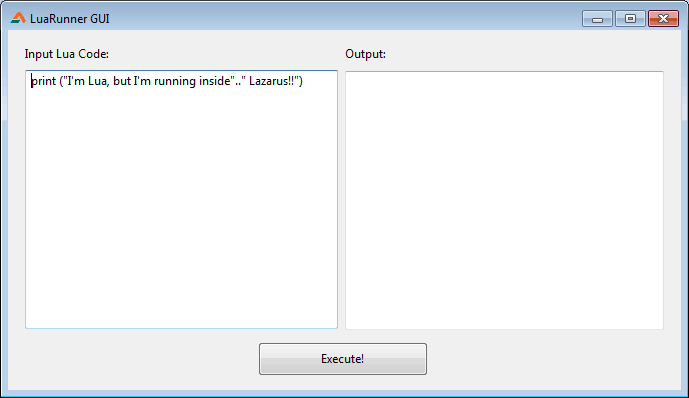 LuaRunner GUI
Input Lua Code:
Output:
print ("I'm Lua, but I'm running inside".." Lazarus!!")
Execute!